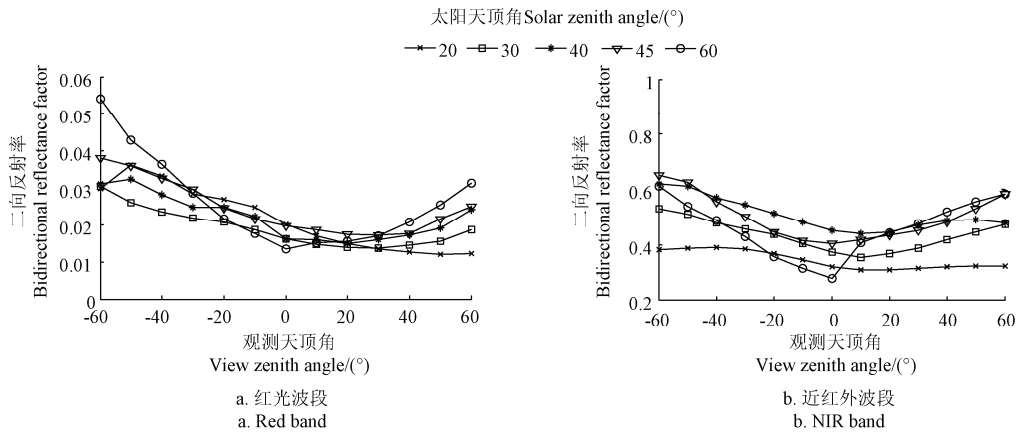 太阳天顶角Solar zenith angle/(°)
20 30 40 45 60
二向反射率
Bidirectional reflectance factor
0.06
0.05
0.04
0.03
0.02
0.01
0
-60 -40 -20 0 20 40 60
观测天顶角
View zenith angle/(°)
a. 红光波段
a. Red band
二向反射率
Bidirectional reflectance factor
1
0.8
0.6
0.4
0.2
-60 -40 -20 0 20 40 60
观测天顶角
View zenith angle/(°)
b. 近红外波段
b. NIR band